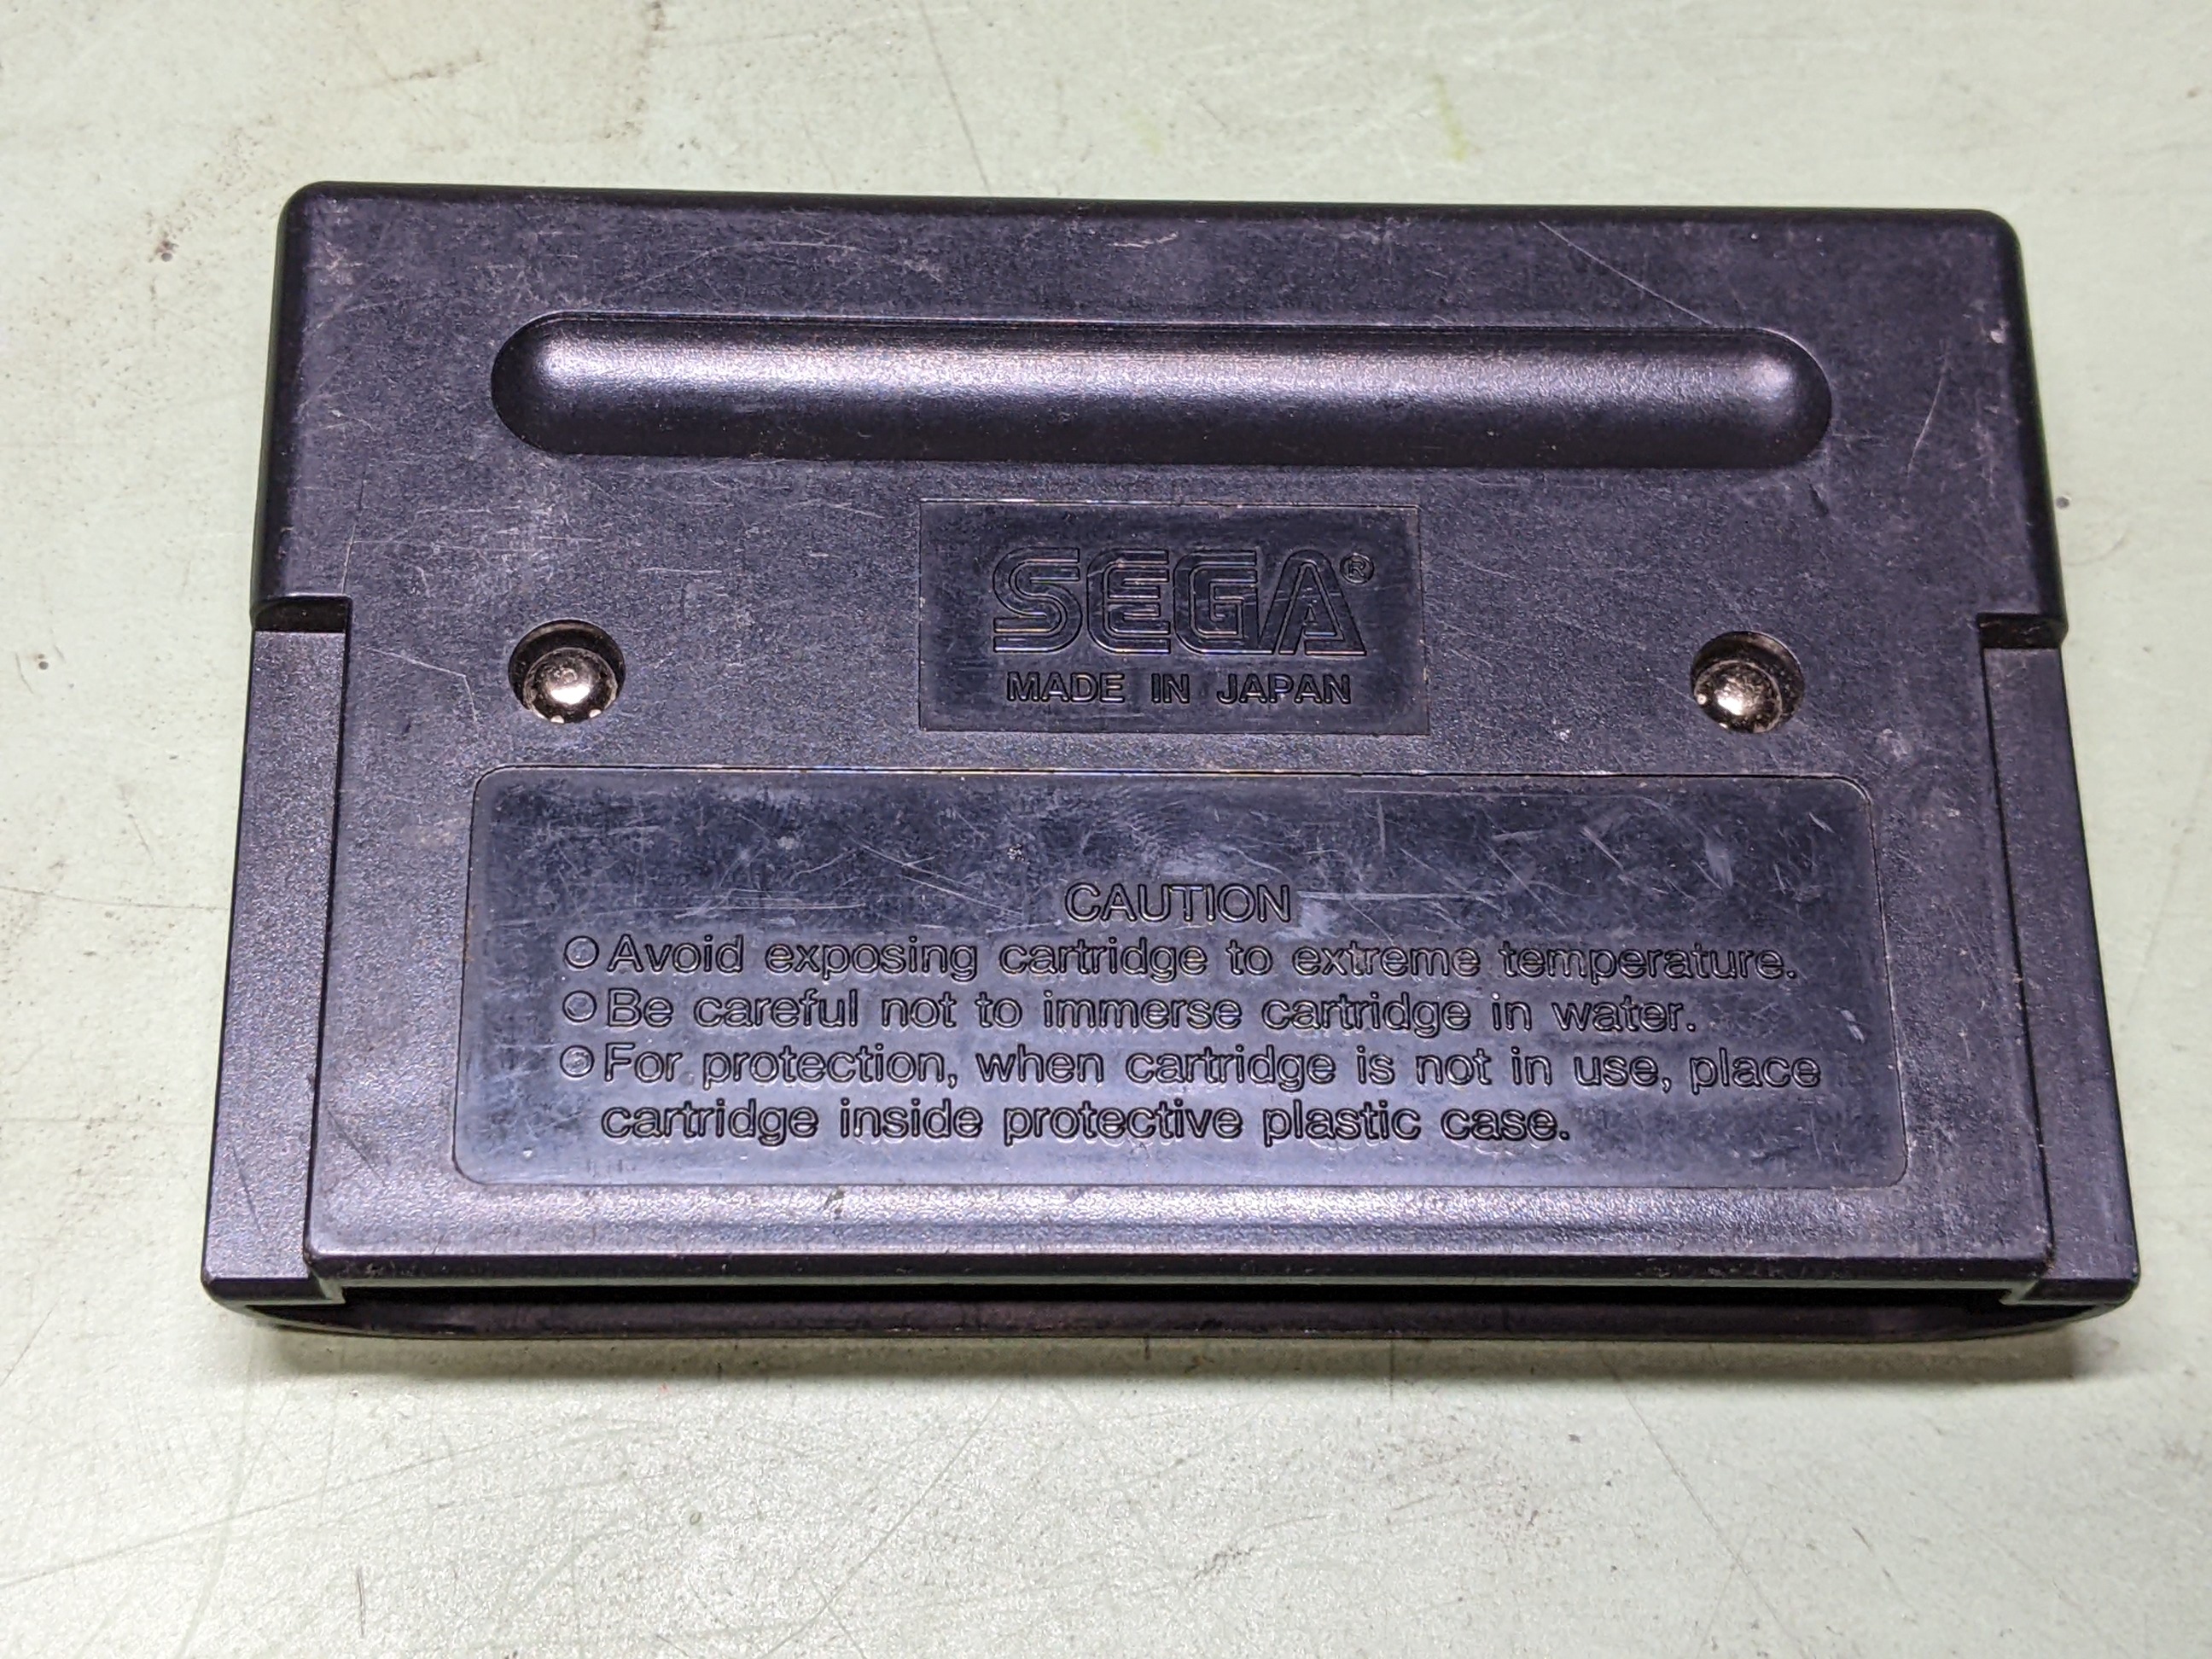 SEGA®
MADE IN JAPAN
CAUTION
○Avoid exposing cartridge to extreme temperature.
○Be careful not to immerse cartridge in water.
○For protection, when cartridge is not in use, place
cartridge inside protective plastic case.